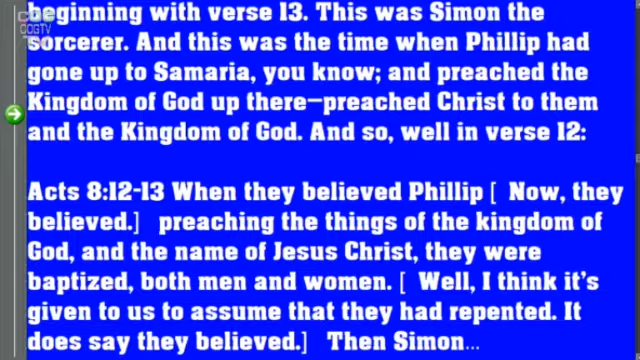 beginning with verse 13. This was Simon the
sorcerer. And this was the time when Phillip had
gone up to Samaria, you know; and preached the
Kingdom of God up there—preached Christ to them
and the Kingdom of God. And so, well in verse 12:
Acts 8:12-13 When they believed Phillip [ Now, they
believed.] preaching the things of the kingdom of
God, and the name of Jesus Christ, they were
baptized, both men and women. [ Well, I think it's
given to us to assume that they had repented. It
does say they believed.] Then Simon...